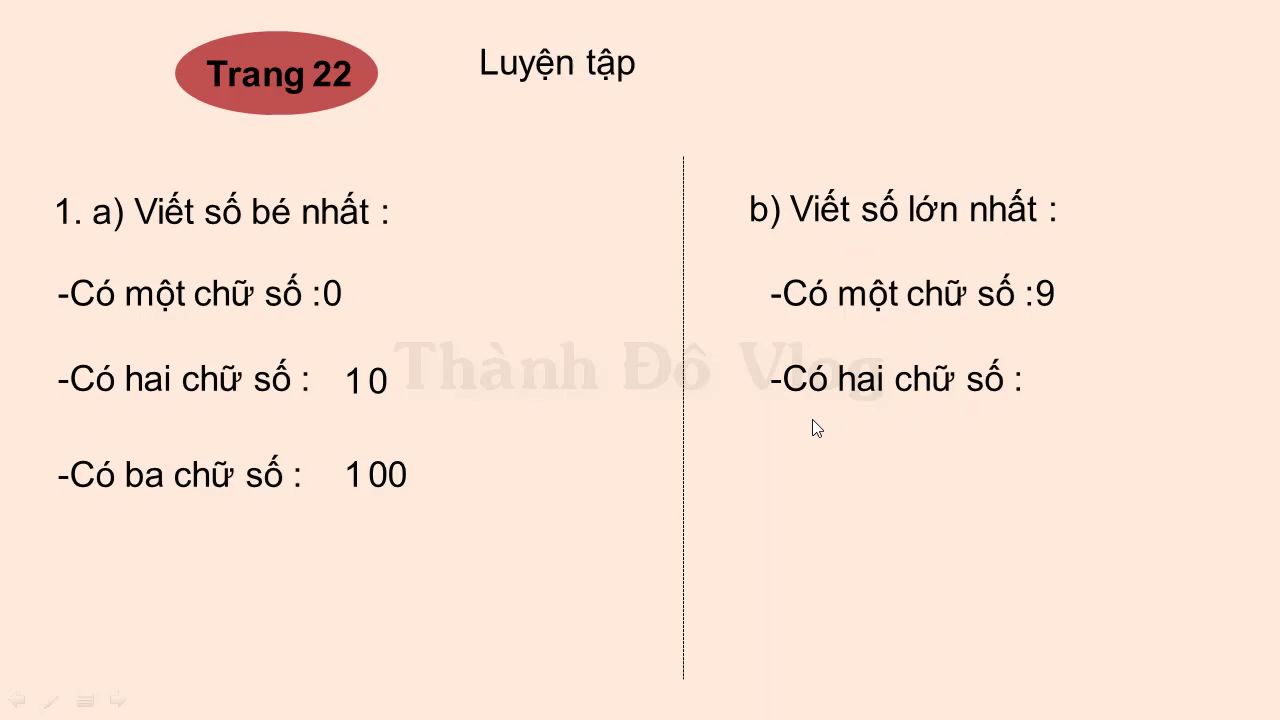 Trang 22
Luyện tập
1. a) Viết số bé nhất :
-Có một chữ số :0
-Có hai chữ số : 10
-Có ba chữ số : 100
b) Viết số lớn nhất :
-Có một chữ số :9
-Có hai chữ số :
Thành Đô Vlog